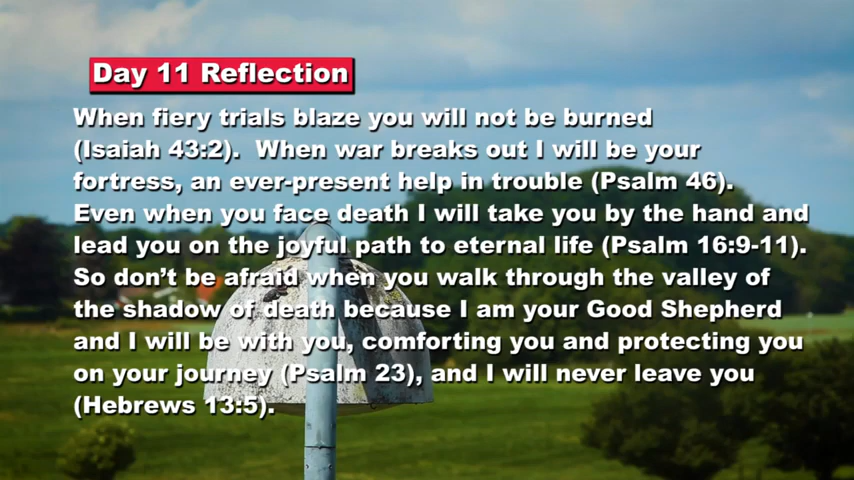 Day 11 Reflection
When fiery trials blaze you will not be burned
(Isaiah 43:2).  When war breaks out I will be your
fortress, an ever-present help in trouble (Psalm 46).
Even when you face death I will take you by the hand and
lead you on the joyful path to eternal life (Psalm 16:9-11).
So don’t be afraid when you walk through the valley of
the shadow of death because I am your Good Shepherd
and I will be with you, comforting you and protecting you
on your journey (Psalm 23), and I will never leave you
(Hebrews 13:5).